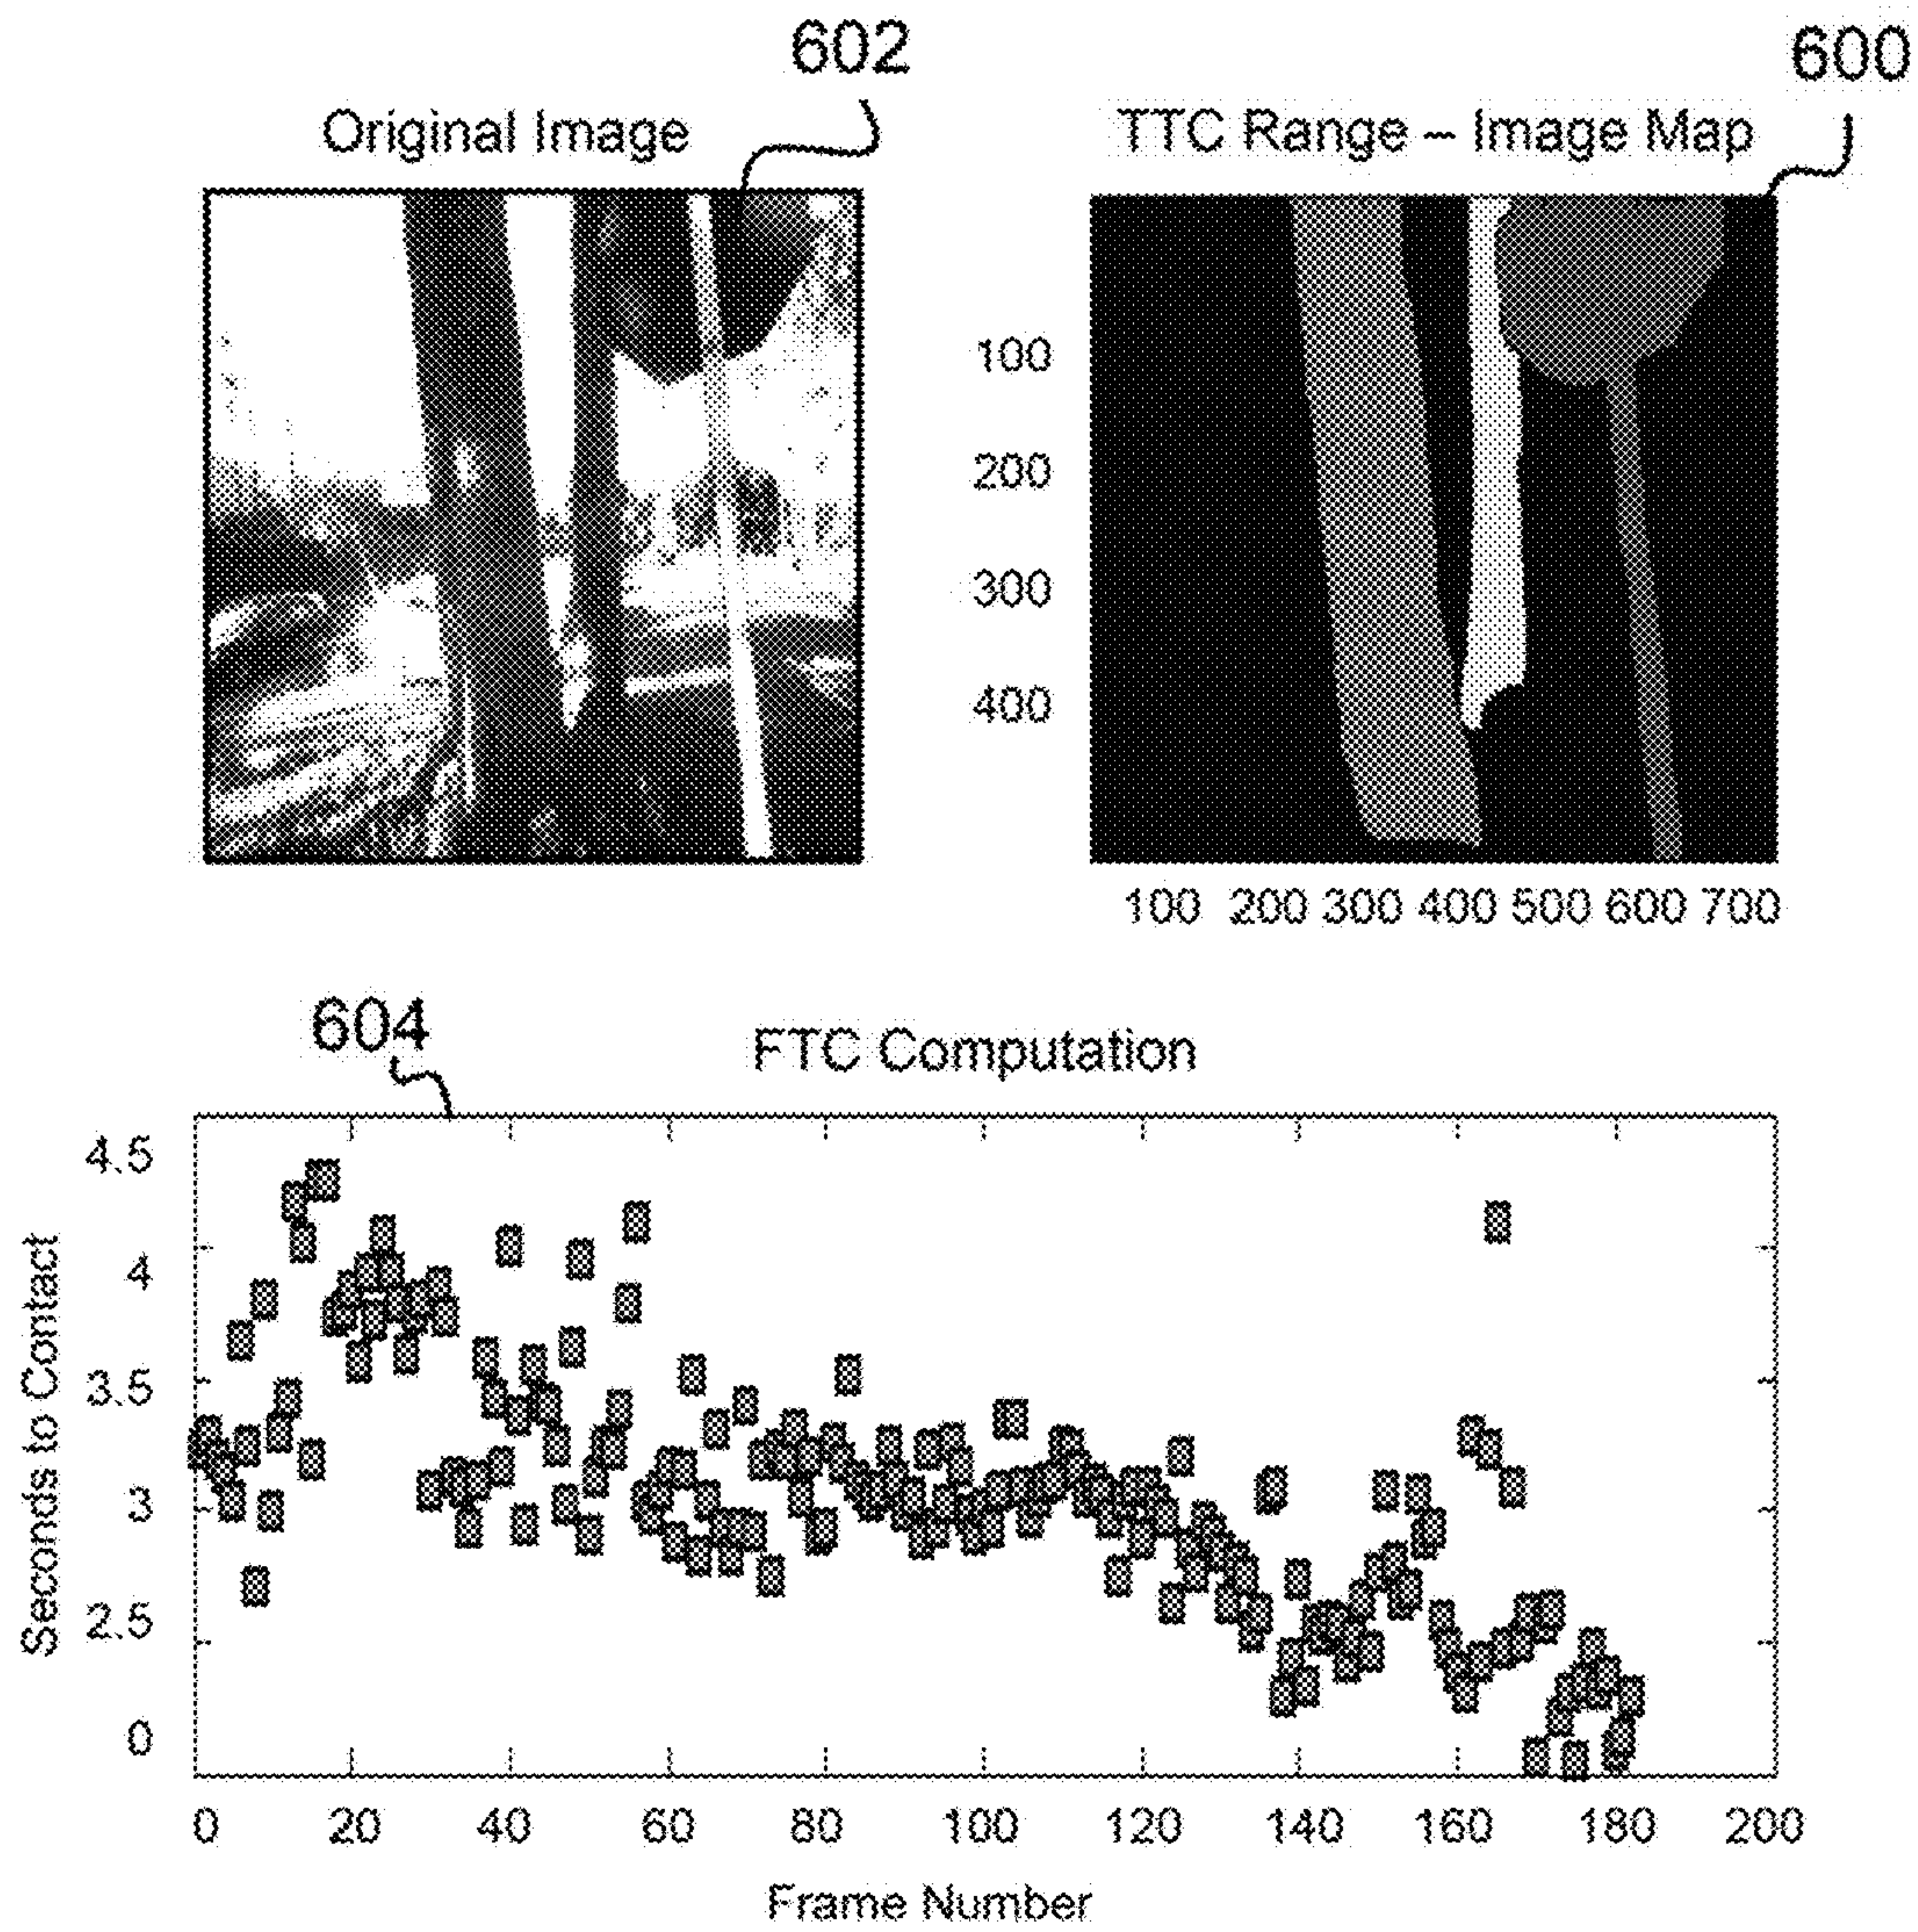 602
600
Original Image
TTC Range – Image Map
100
200
300
400
100 200 300 400 500 600 700
604
FTC Computation
4.5
4
3.5
3
2.5
0
Seconds to Contact
0 20 40 60 80 100 120 140 160 180 200
Frame Number